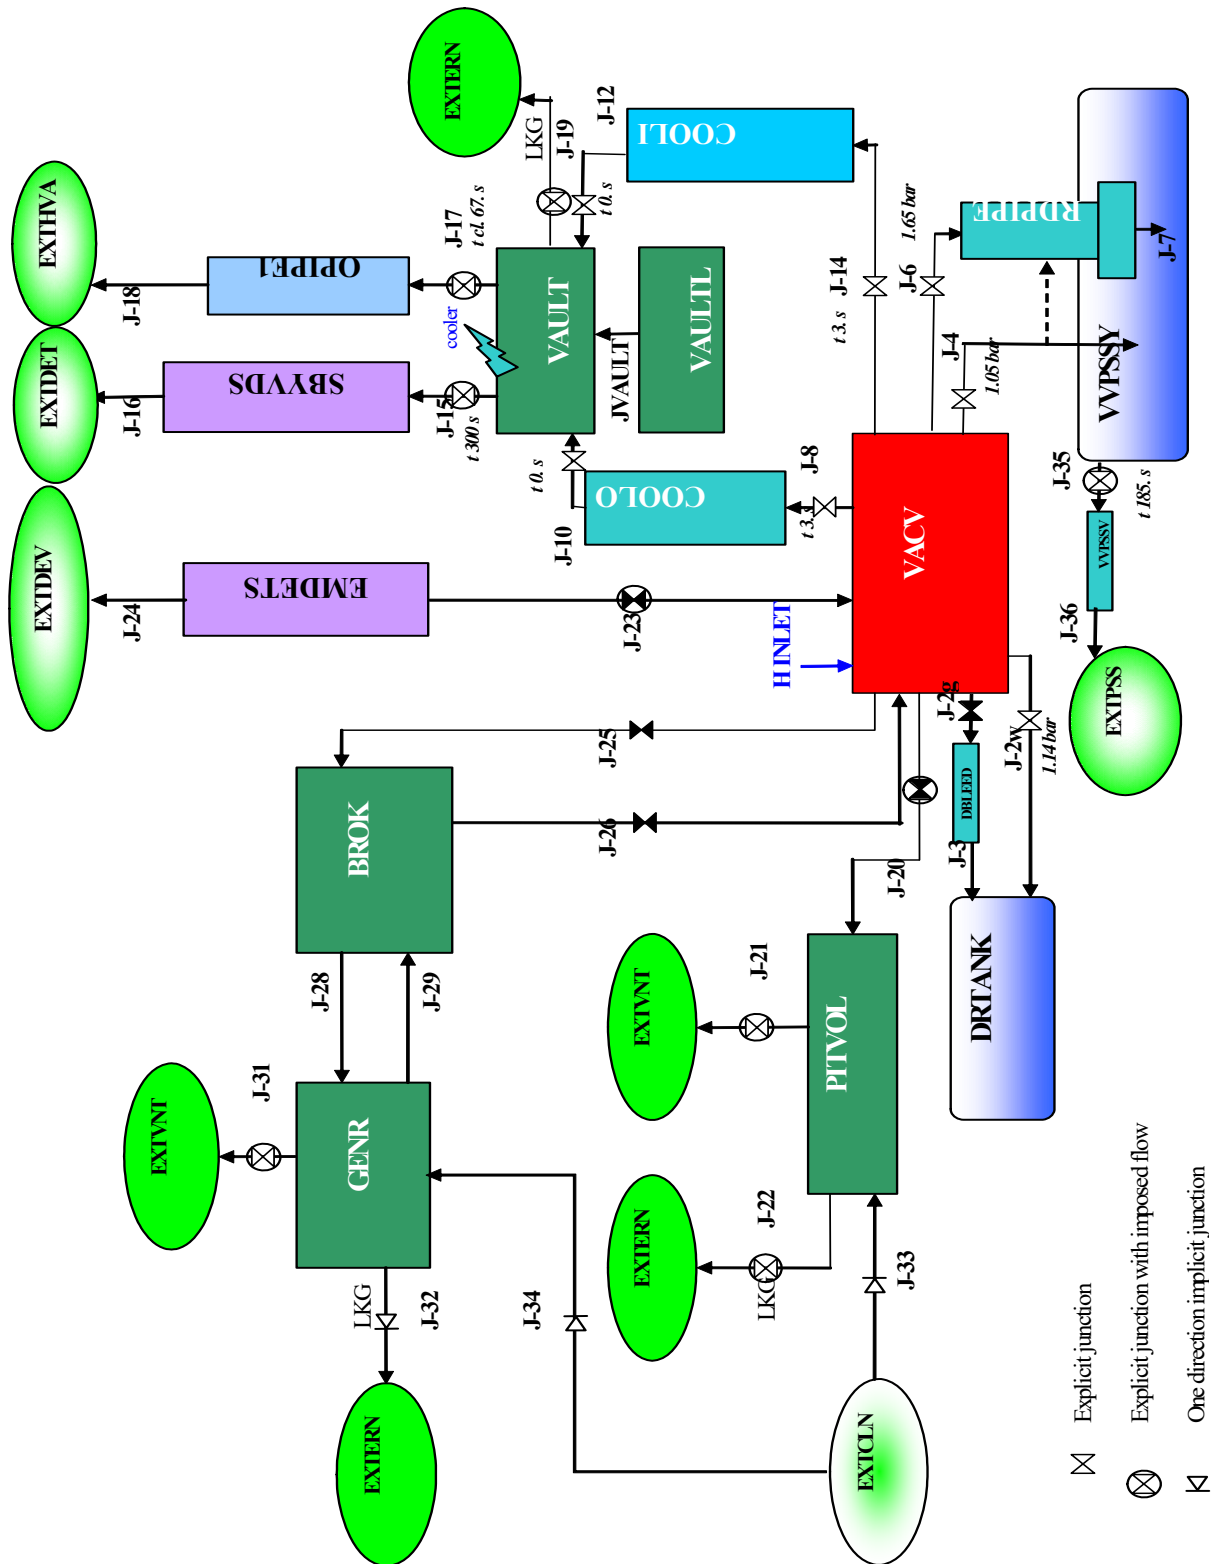 EXTERN
EXTHVA
EXTDET
EXTDEV
J-18
J-16
J-24
OPIPE1
SBYVDS
EMDETS
J-17
t cl. 67. s
J-15
t 300 s
cooler
LKG
J-19
J-12
t 0. s
COOLI
VAULT
JVAULT
VAULTL
t 0. s
J-10
COOLO
t 3. s
J-8
J-14
t 3. s
1.65 bar
J-6
RDPIPE
J-7
J-4
1.05 bar
VVPSSY
J-35
t 185. s
VVPSSV
J-36
EXTPSS
J-23
H INLET
VACV
J-2g
J-2w
1.14 bar
DBLEED
J-3
DRTANK
J-25
J-26
J-20
BROK
J-28
J-29
EXTVNT
J-31
GENR
LKG
J-32
EXTERN
J-34
EXTVNT
J-21
PITVOL
EXTERN
J-22
LKG
J-33
EXTCLN
Explicit junction
Explicit junction with imposed flow
One direction implicit junction